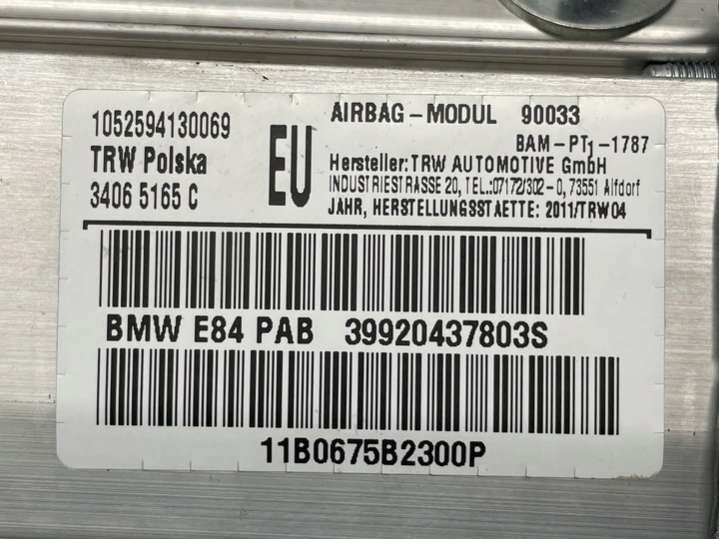 1052594130069
TRW Polska
3406 5165 C
EU
AIRBAG-MODUL 90033
BAM-PT1-1787
Hersteller: TRW AUTOMOTIVE GmbH
INDUSTRIESTRASSE 20, TEL.:07172/302-0, 73551 Alfdorf
JAHR, HERSTELLUNGSSTAETTE: 2011/TRW04
BMW E84 PAB 39920437803S
11B0675B2300P